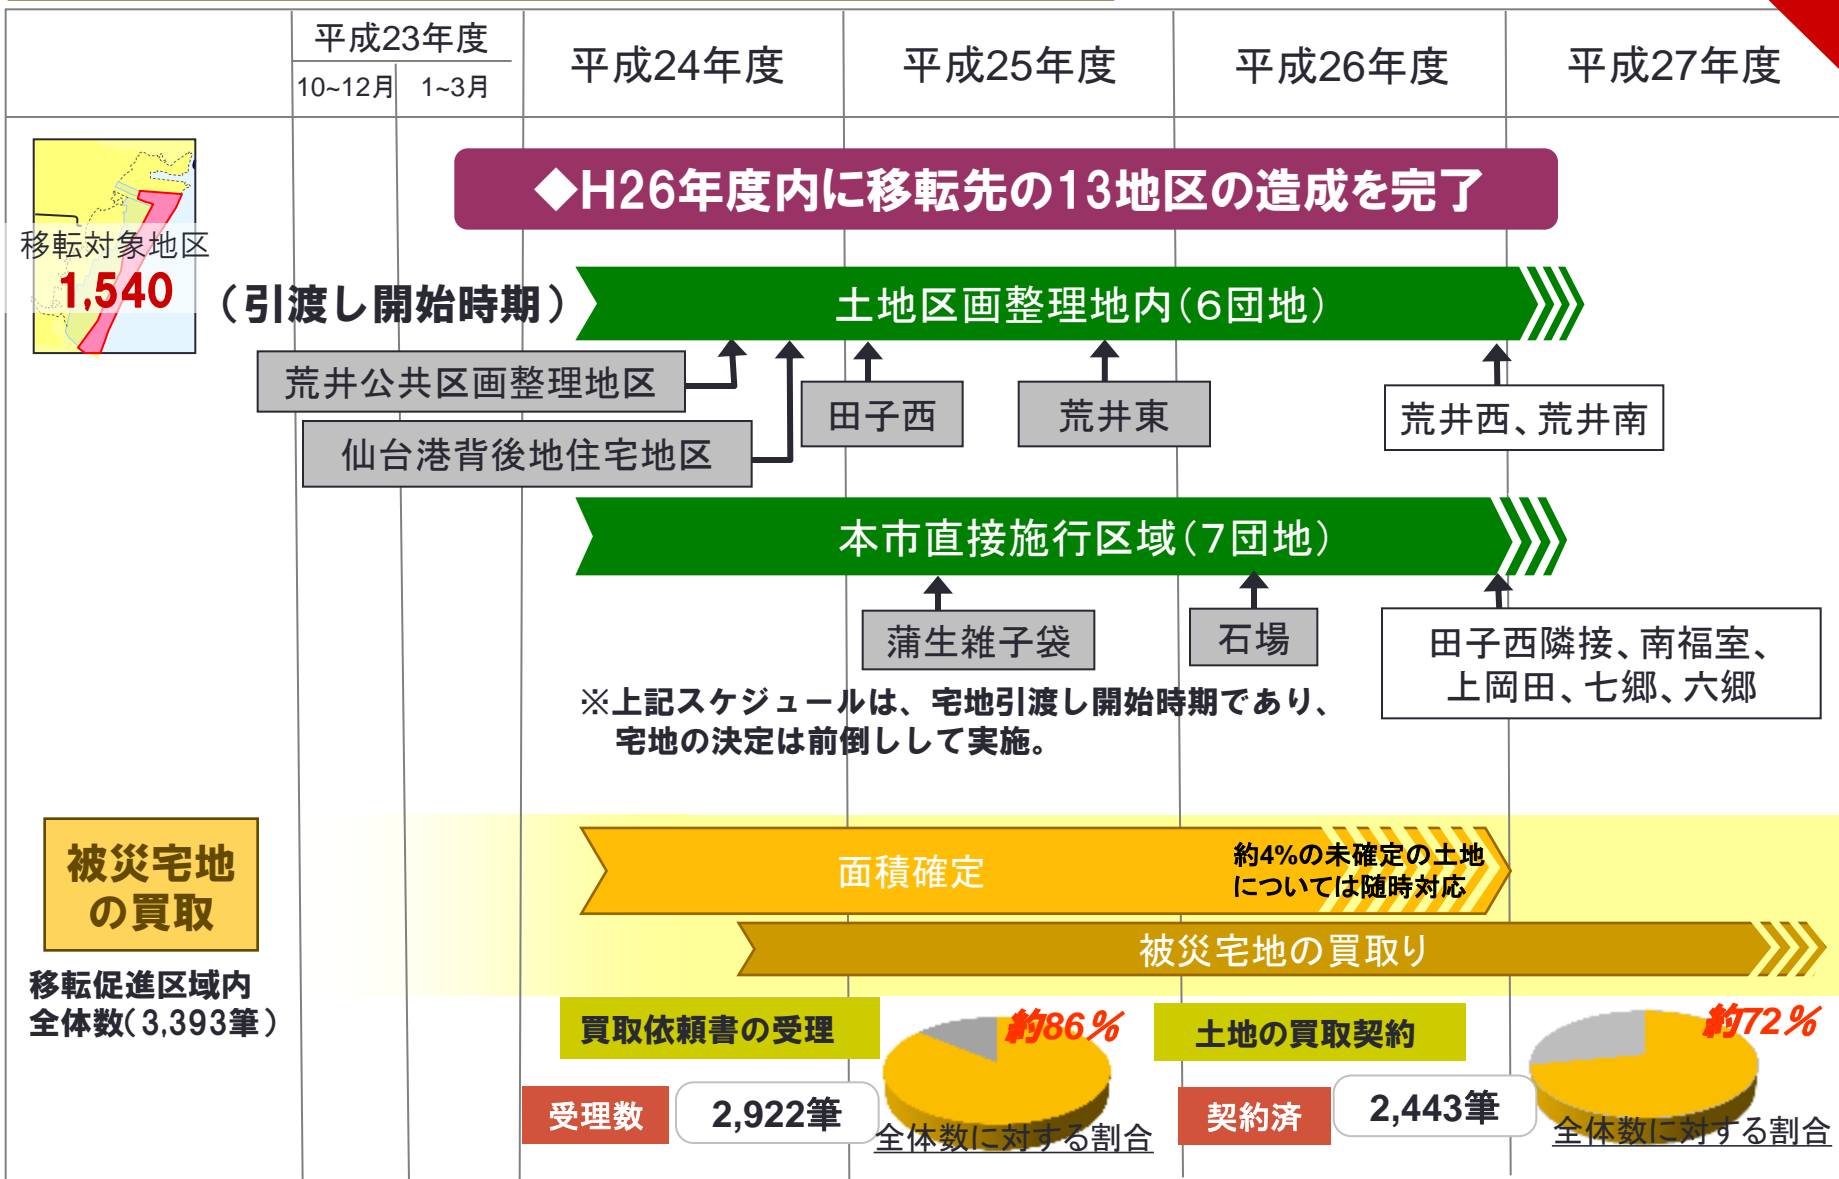 平成23年度
10~12月
1~3月
平成24年度
平成25年度
平成26年度
平成27年度
◆H26年度内に移転先の13地区の造成を完了
移転対象地区
1,540
（引渡し開始時期）
土地区画整理地内（6団地）
荒井公共区画整理地区
仙台港背後地住宅地区
田子西
荒井東
荒井西、荒井南
本市直接施行区域（7団地）
蒲生雑子袋
石場
田子西隣接、南福室、
上岡田、七郷、六郷
※上記スケジュールは、宅地引渡し開始時期であり、
宅地の決定は前倒しして実施。
被災宅地
の買取
面積確定
約4%の未確定の土地
については随時対応
被災宅地の買取り
移転促進区域内
全体数（3,393筆）
買取依頼書の受理
約86％
受理数
2,922筆
全体数に対する割合
土地の買取契約
約72％
契約済
2,443筆
全体数に対する割合